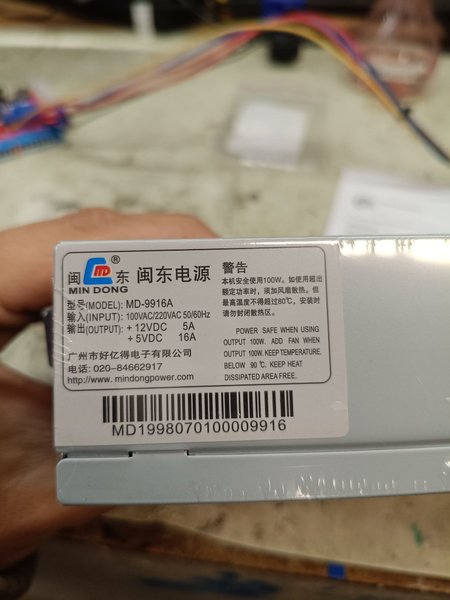 闽 MD ® 东 闽东电源
MIN DONG
型号(MODEL): MD-9916A
输入(INPUT): 100VAC/220VAC 50/60Hz
输出(OUTPUT): + 12VDC 5A
+ 5VDC 16A
广州市好亿得电子有限公司
电话: 020-84662917
http://www.mindongpower.com
警告
本机安全使用100W。如使用超出
额定功率时，须加风扇散热。但
最高温度不得超过80℃，安装时
请勿封闭散热区。
POWER SAFE WHEN USING
OUTPUT 100W. ADD FAN WHEN
OUTPUT 100W. KEEP TEMPERATURE.
BELOW 90 ℃. KEEP HEAT
DISSIPATED AREA FREE.
MD1998070100009916